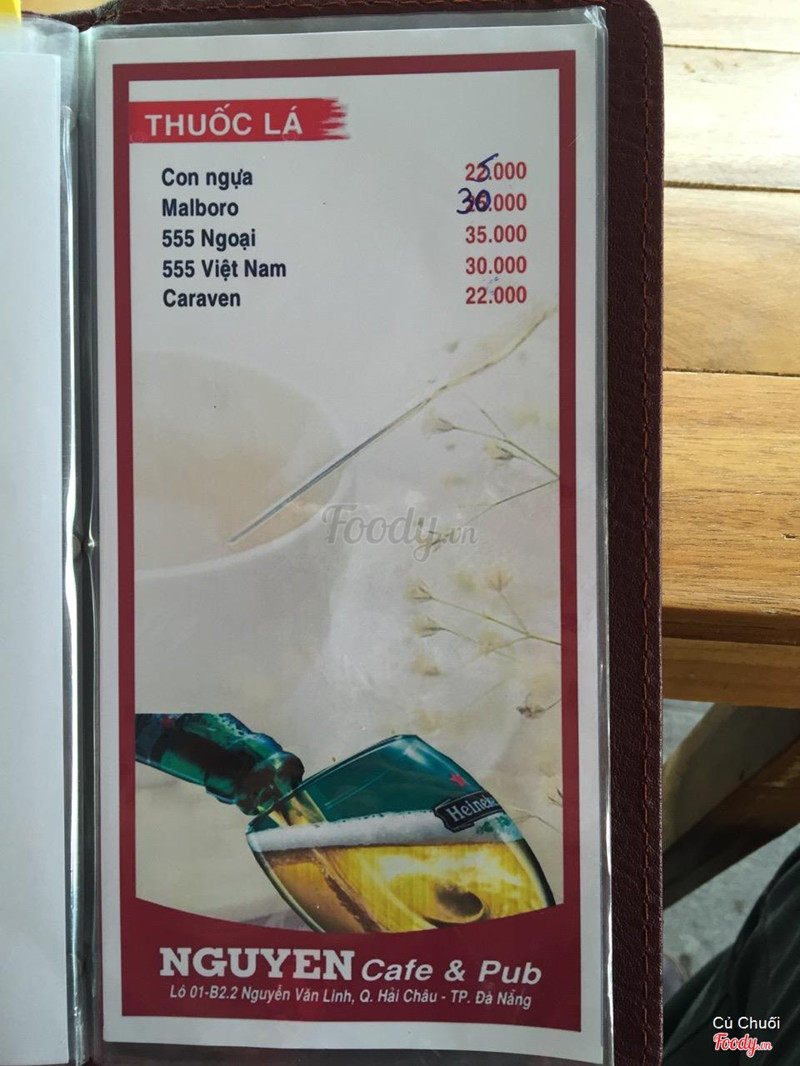 THUỐC LÁ
Con ngựa 25.000
Malboro 30.000
555 Ngoại 35.000
555 Việt Nam 30.000
Caraven 22.000
Foody.vn
NGUYEN Cafe & Pub
Lô 01-B2.2 Nguyễn Văn Linh, Q. Hải Châu - TP. Đà Nẵng
Củ Chuối
Foody.vn